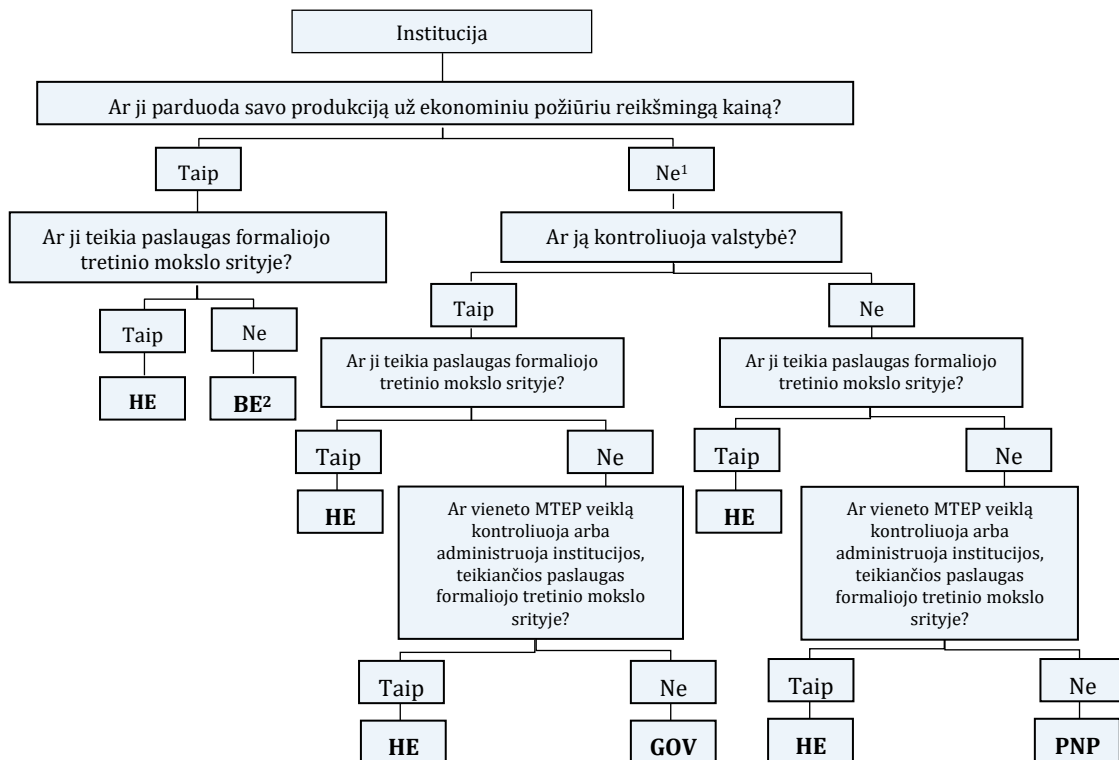 Institucija
Ar ji parduoda savo produkciją už ekonominiu požiūriu reikšmingą kainą?
Taip
Ne¹
Ar ji teikia paslaugas formaliojo
tretinio mokslo srityje?
Ar ją kontroliuoja valstybė?
Taip
Ne
Taip
Ne
HE
BE²
Ar ji teikia paslaugas formaliojo
tretinio mokslo srityje?
Ar ji teikia paslaugas formaliojo
tretinio mokslo srityje?
Taip
Ne
Taip
Ne
HE
Ar vieneto MTEP veiklą
kontroliuoja arba
administruoja institucijos,
teikiančios paslaugas
formaliojo tretinio mokslo
srityje?
HE
Ar vieneto MTEP veiklą
kontroliuoja arba
administruoja institucijos,
teikiančios paslaugas
formaliojo tretinio mokslo
srityje?
Taip
Ne
Taip
Ne
HE
GOV
HE
PNP